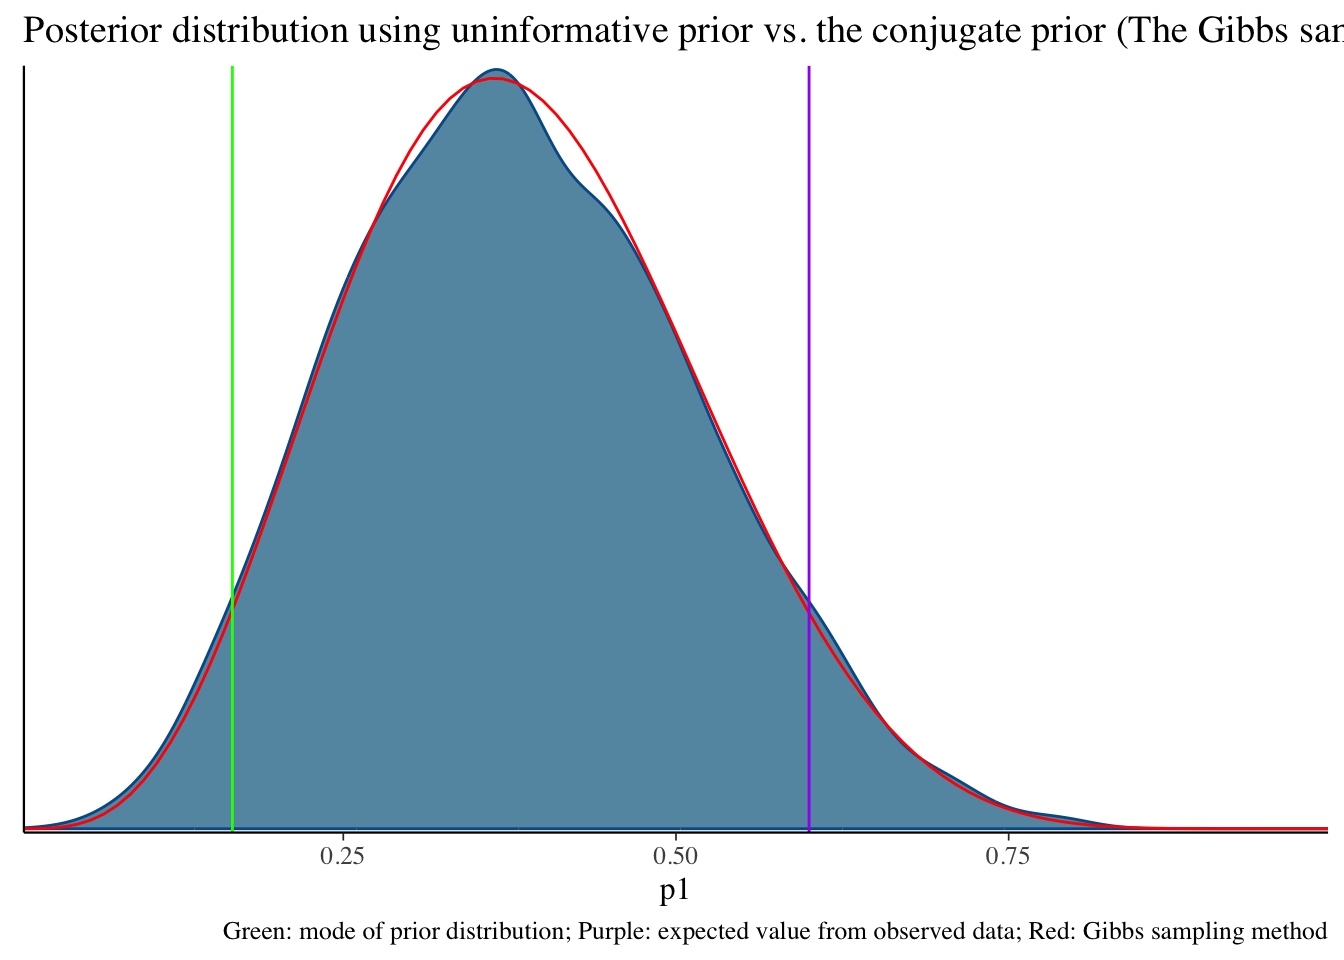 Posterior distribution using uninformative prior vs. the conjugate prior (The Gibbs
0.25 0.50 0.75
p1
Green: mode of prior distribution; Purple: expected value from observed data; Red: Gibbs sampling method